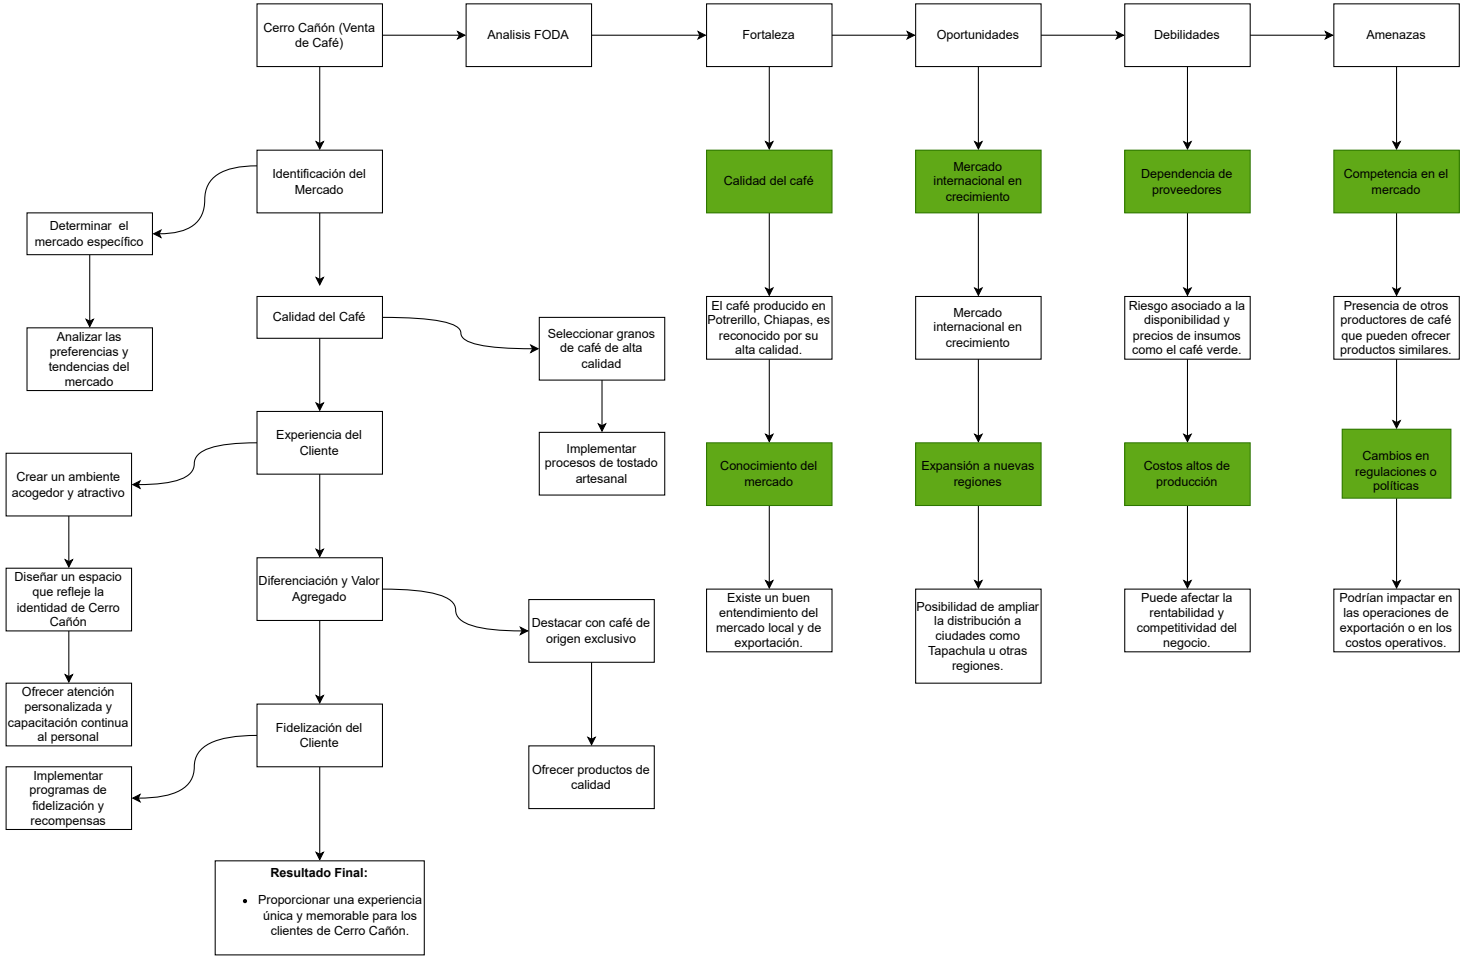 Cerro Cañón (Venta
de Café)
Analisis FODA
Fortaleza
Oportunidades
Debilidades
Amenazas
Identificación del
Mercado
Determinar  el
mercado específico
Analizar las
preferencias y
tendencias del
mercado
Calidad del Café
Seleccionar granos
de café de alta
calidad
Implementar
procesos de tostado
artesanal
Experiencia del
Cliente
Crear un ambiente
acogedor y atractivo
Diseñar un espacio
que refleje la
identidad de Cerro
Cañón
Ofrecer atención
personalizada y
capacitación continua
al personal
Diferenciación y Valor
Agregado
Destacar con café de
origen exclusivo
Ofrecer productos de
calidad
Fidelización del
Cliente
Implementar
programas de
fidelización y
recompensas
Resultado Final:
• Proporcionar una experiencia
única y memorable para los
clientes de Cerro Cañón.
Calidad del café
El café producido en
Potrerillo, Chiapas, es
reconocido por su
alta calidad.
Conocimiento del
mercado
Existe un buen
entendimiento del
mercado local y de
exportación.
Mercado
internacional en
crecimiento
Mercado
internacional en
crecimiento
Expansión a nuevas
regiones
Posibilidad de ampliar
la distribución a
ciudades como
Tapachula u otras
regiones.
Dependencia de
proveedores
Riesgo asociado a la
disponibilidad y
precios de insumos
como el café verde.
Costos altos de
producción
Puede afectar la
rentabilidad y
competitividad del
negocio.
Competencia en el
mercado
Presencia de otros
productores de café
que pueden ofrecer
productos similares.
Cambios en
regulaciones o
políticas
Podrían impactar en
las operaciones de
exportación o en los
costos operativos.